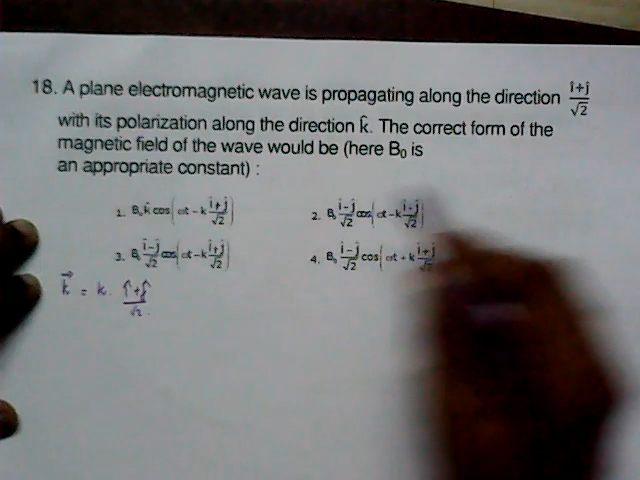 18. A plane electromagnetic wave is propagating along the direction (î+ĵ)/√2
with its polarization along the direction k̂. The correct form of the
magnetic field of the wave would be (here B₀ is
an appropriate constant) :
1. B₀ k̂ cos(ωt − k (î+ĵ)/√2) 2. B₀ (î−ĵ)/√2 cos(ωt − k (î+ĵ)/√2)
3. B₀ (î−ĵ)/√2 cos(ωt − k (î+ĵ)/√2) 4. B₀ (î−ĵ)/√2 cos(ωt + k (î+ĵ)/√2
k⃗ = k. (î+ĵ)/√2.